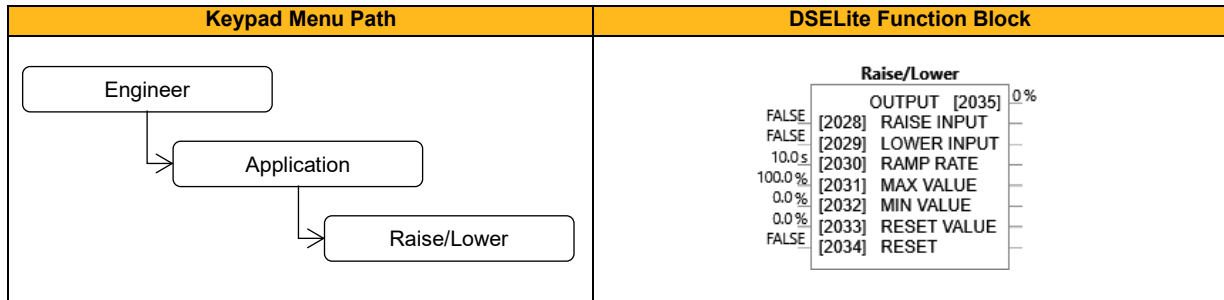 Keypad Menu Path
DSELite Function Block
Engineer
Application
Raise/Lower
Raise/Lower
OUTPUT [2035] 0 %
FALSE [2028] RAISE INPUT
FALSE [2029] LOWER INPUT
10.0 s [2030] RAMP RATE
100.0 % [2031] MAX VALUE
0.0 % [2032] MIN VALUE
0.0 % [2033] RESET VALUE
FALSE [2034] RESET